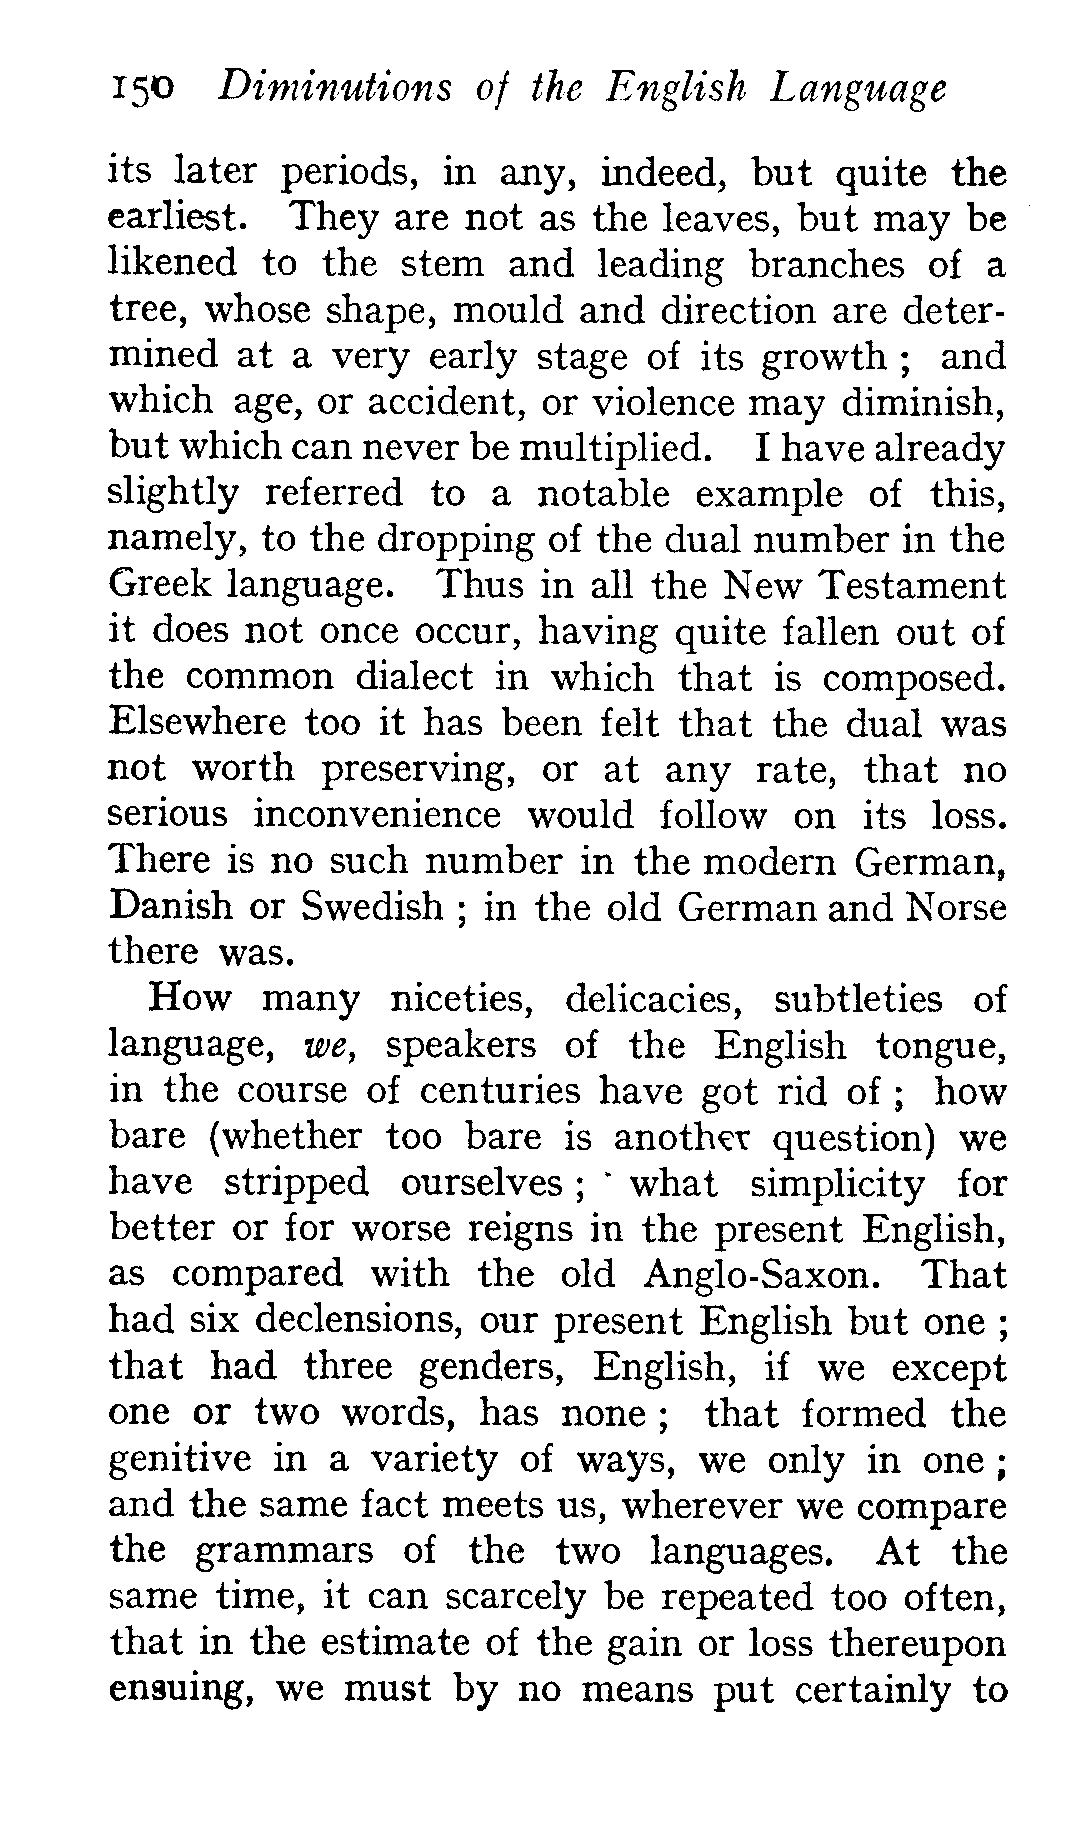 150 Diminutions of the English Language
its later periods, in any, indeed, but quite the
earliest. They are not as the leaves, but may be
likened to the stem and leading branches of a
tree, whose shape, mould and direction are deter-
mined at a very early stage of its growth ; and
which age, or accident, or violence may diminish,
but which can never be multiplied. I have already
slightly referred to a notable example of this,
namely, to the dropping of the dual number in the
Greek language. Thus in all the New Testament
it does not once occur, having quite fallen out of
the common dialect in which that is composed.
Elsewhere too it has been felt that the dual was
not worth preserving, or at any rate, that no
serious inconvenience would follow on its loss.
There is no such number in the modern German,
Danish or Swedish ; in the old German and Norse
there was.
How many niceties, delicacies, subtleties of
language, we, speakers of the English tongue,
in the course of centuries have got rid of ; how
bare (whether too bare is another question) we
have stripped ourselves ; what simplicity for
better or for worse reigns in the present English,
as compared with the old Anglo-Saxon. That
had six declensions, our present English but one ;
that had three genders, English, if we except
one or two words, has none ; that formed the
genitive in a variety of ways, we only in one ;
and the same fact meets us, wherever we compare
the grammars of the two languages. At the
same time, it can scarcely be repeated too often,
that in the estimate of the gain or loss thereupon
ensuing, we must by no means put certainly to